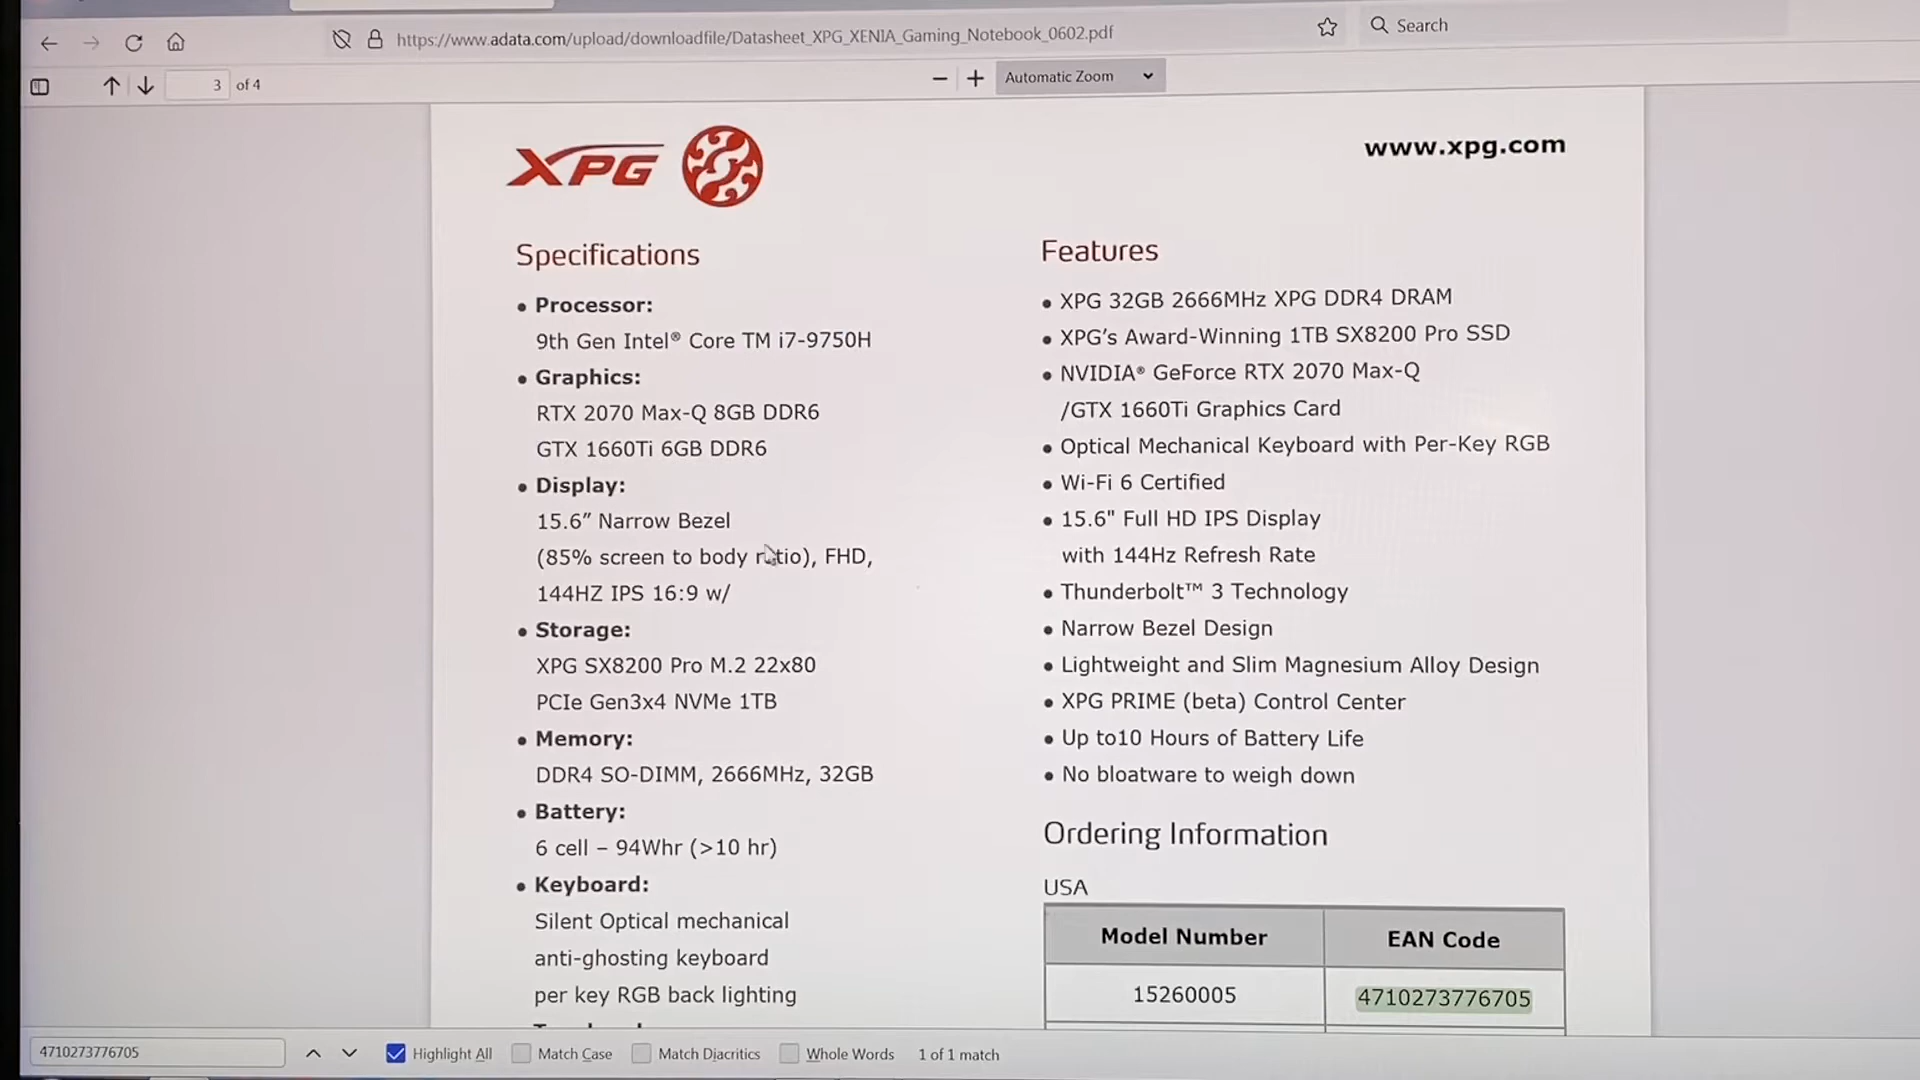 https://www.adata.com/upload/downloadfile/Datasheet_XPG_XENIA_Gaming_Notebook_0602.pdf
Search
3 of 4
Automatic Zoom
XPG
www.xpg.com
Specifications
• Processor:
9th Gen Intel® Core TM i7-9750H
• Graphics:
RTX 2070 Max-Q 8GB DDR6
GTX 1660Ti 6GB DDR6
• Display:
15.6” Narrow Bezel
(85% screen to body ratio), FHD,
144HZ IPS 16:9 w/
• Storage:
XPG SX8200 Pro M.2 22x80
PCIe Gen3x4 NVMe 1TB
• Memory:
DDR4 SO-DIMM, 2666MHz, 32GB
• Battery:
6 cell – 94Whr (>10 hr)
• Keyboard:
Silent Optical mechanical
anti-ghosting keyboard
per key RGB back lighting
Features
• XPG 32GB 2666MHz XPG DDR4 DRAM
• XPG’s Award-Winning 1TB SX8200 Pro SSD
• NVIDIA® GeForce RTX 2070 Max-Q
/GTX 1660Ti Graphics Card
• Optical Mechanical Keyboard with Per-Key RGB
• Wi-Fi 6 Certified
• 15.6" Full HD IPS Display
with 144Hz Refresh Rate
• Thunderbolt™ 3 Technology
• Narrow Bezel Design
• Lightweight and Slim Magnesium Alloy Design
• XPG PRIME (beta) Control Center
• Up to10 Hours of Battery Life
• No bloatware to weigh down
Ordering Information
USA
Model Number EAN Code
15260005 4710273776705
4710273776705 Highlight All Match Case Match Diacritics Whole Words 1 of 1 match